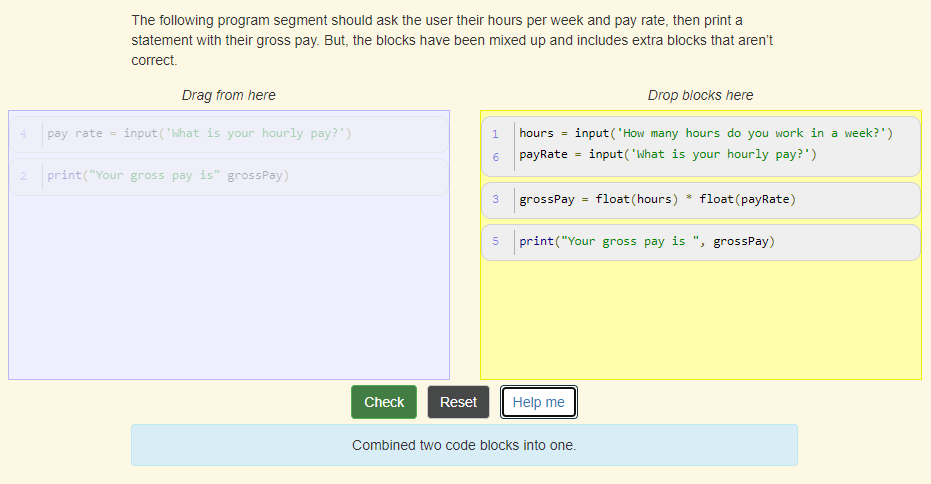 The following program segment should ask the user their hours per week and pay rate, then print a
statement with their gross pay. But, the blocks have been mixed up and includes extra blocks that aren't
correct.
Drag from here
4 pay rate = input('What is your hourly pay?')
2 print("Your gross pay is" grossPay)
Drop blocks here
1 hours = input('How many hours do you work in a week?')
6 payRate = input('What is your hourly pay?')
3 grossPay = float(hours) * float(payRate)
5 print("Your gross pay is ", grossPay)
Check Reset Help me
Combined two code blocks into one.